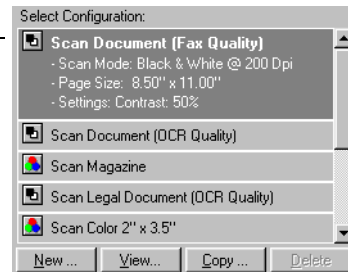 Select Configuration:
Scan Document (Fax Quality)
- Scan Mode: Black & White @ 200 Dpi
- Page Size: 8.50" x 11.00"
- Settings: Contrast: 50%
Scan Document (OCR Quality)
Scan Magazine
Scan Legal Document (OCR Quality)
Scan Color 2" x 3.5"
New ... View... Copy ... Delete